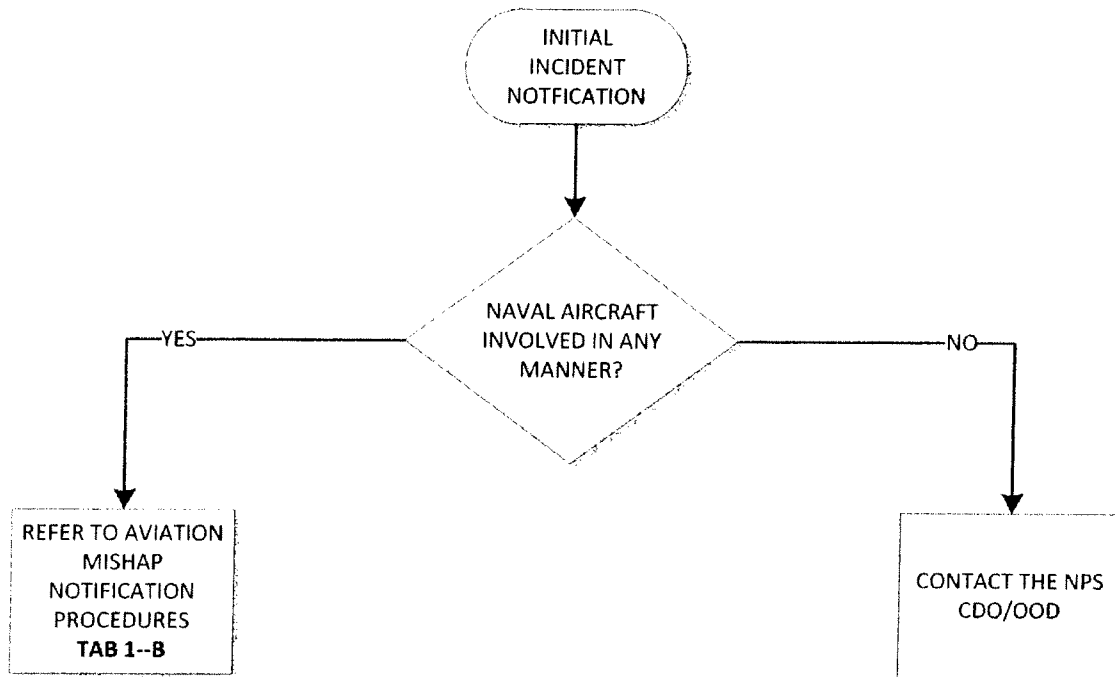 INITIAL
INCIDENT
NOTFICATION
NAVAL AIRCRAFT
INVOLVED IN ANY
MANNER?
YES
NO
REFER TO AVIATION
MISHAP
NOTIFICATION
PROCEDURES
TAB 1--B
CONTACT THE NPS
CDO/OOD